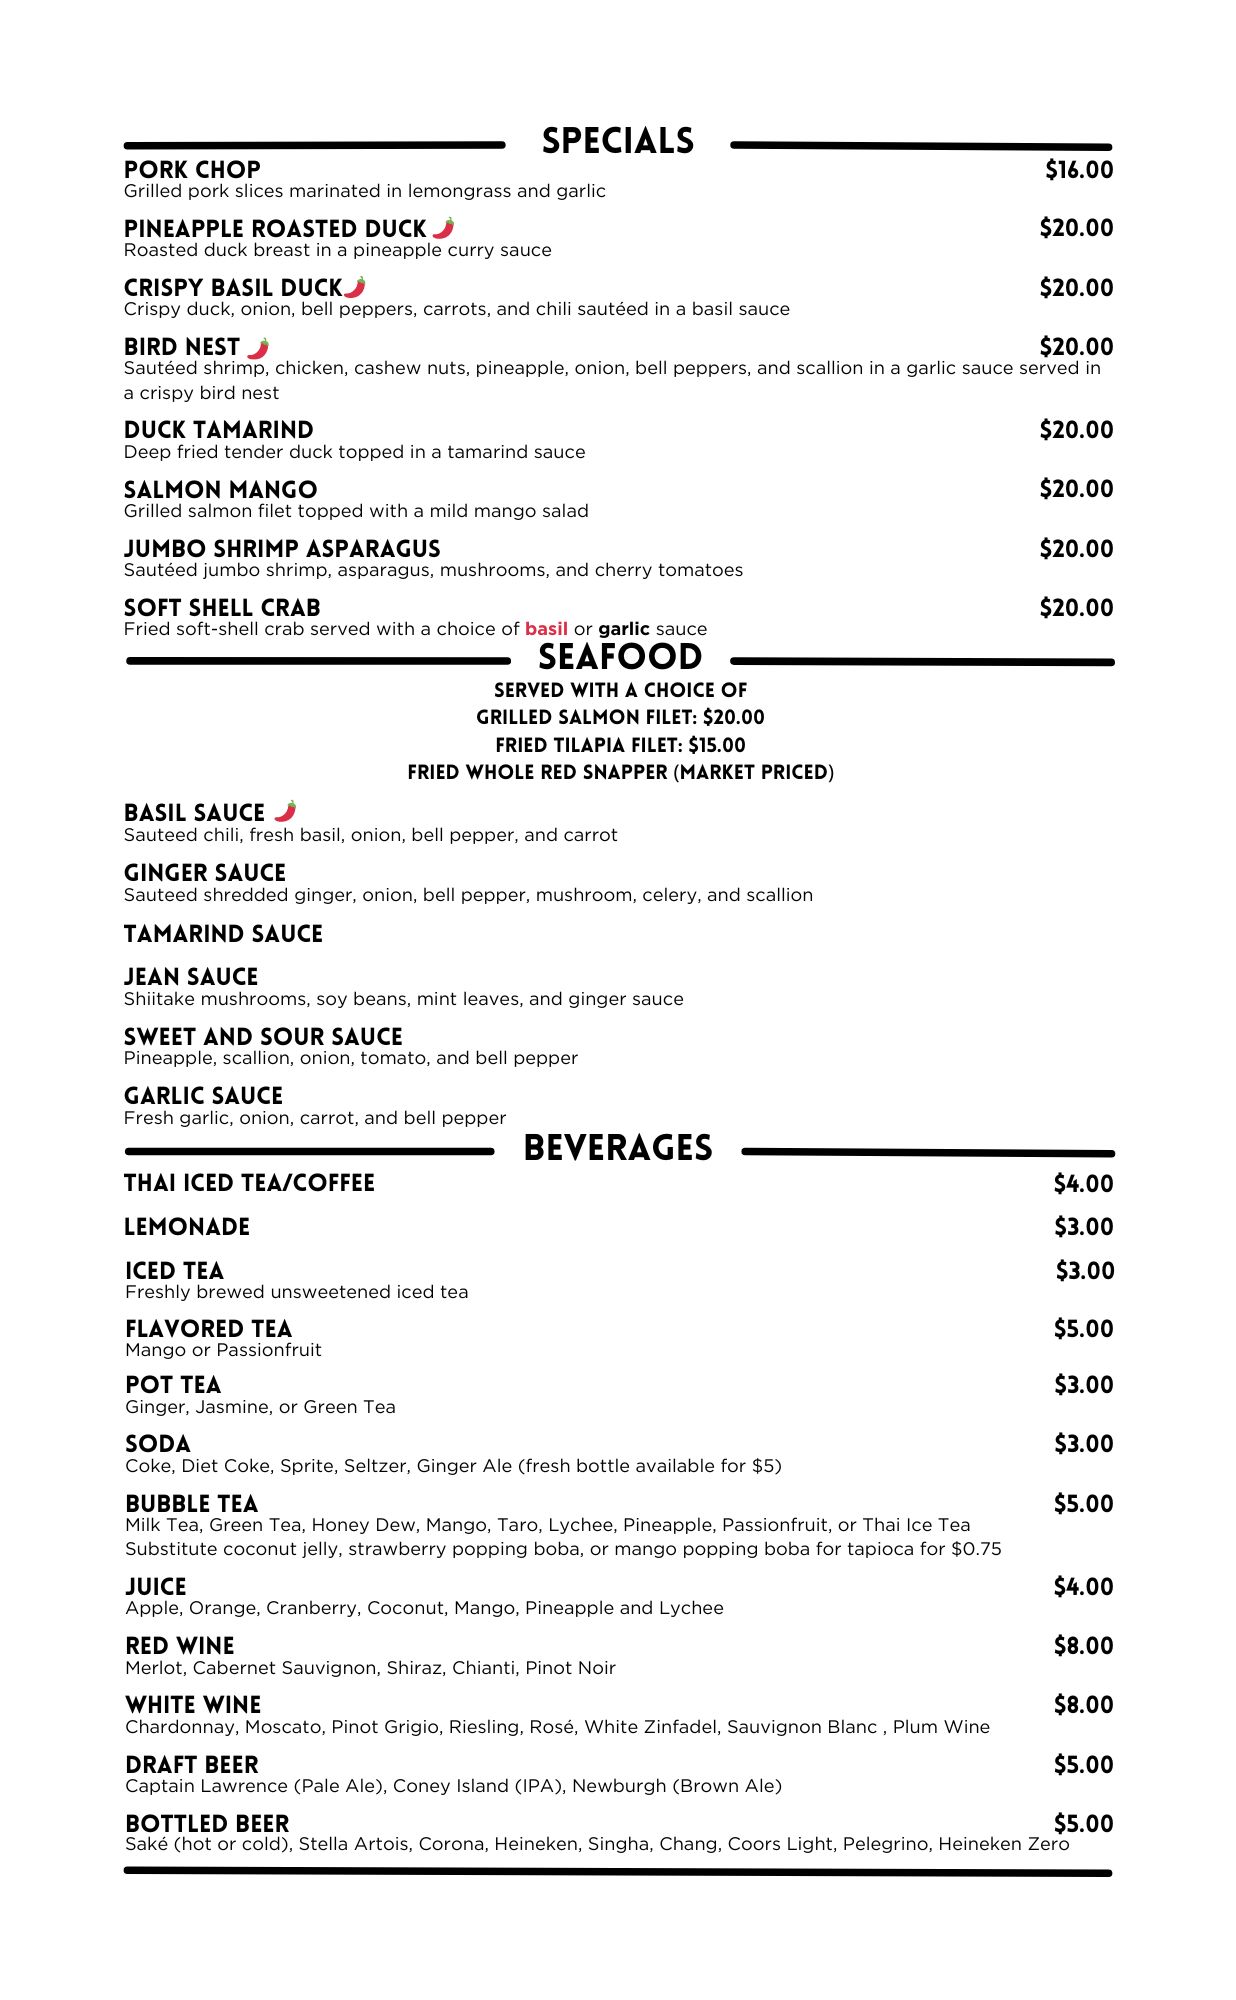 SPECIALS
PORK CHOP $16.00
Grilled pork slices marinated in lemongrass and garlic
PINEAPPLE ROASTED DUCK $20.00
Roasted duck breast in a pineapple curry sauce
CRISPY BASIL DUCK $20.00
Crispy duck, onion, bell peppers, carrots, and chili sautéed in a basil sauce
BIRD NEST $20.00
Sautéed shrimp, chicken, cashew nuts, pineapple, onion, bell peppers, and scallion in a garlic sauce served in
a crispy bird nest
DUCK TAMARIND $20.00
Deep fried tender duck topped in a tamarind sauce
SALMON MANGO $20.00
Grilled salmon filet topped with a mild mango salad
JUMBO SHRIMP ASPARAGUS $20.00
Sautéed jumbo shrimp, asparagus, mushrooms, and cherry tomatoes
SOFT SHELL CRAB $20.00
Fried soft-shell crab served with a choice of basil or garlic sauce
SEAFOOD
SERVED WITH A CHOICE OF
GRILLED SALMON FILET: $20.00
FRIED TILAPIA FILET: $15.00
FRIED WHOLE RED SNAPPER (MARKET PRICED)
BASIL SAUCE
Sauteed chili, fresh basil, onion, bell pepper, and carrot
GINGER SAUCE
Sauteed shredded ginger, onion, bell pepper, mushroom, celery, and scallion
TAMARIND SAUCE
JEAN SAUCE
Shiitake mushrooms, soy beans, mint leaves, and ginger sauce
SWEET AND SOUR SAUCE
Pineapple, scallion, onion, tomato, and bell pepper
GARLIC SAUCE
Fresh garlic, onion, carrot, and bell pepper
BEVERAGES
THAI ICED TEA/COFFEE $4.00
LEMONADE $3.00
ICED TEA $3.00
Freshly brewed unsweetened iced tea
FLAVORED TEA $5.00
Mango or Passionfruit
POT TEA $3.00
Ginger, Jasmine, or Green Tea
SODA $3.00
Coke, Diet Coke, Sprite, Seltzer, Ginger Ale (fresh bottle available for $5)
BUBBLE TEA $5.00
Milk Tea, Green Tea, Honey Dew, Mango, Taro, Lychee, Pineapple, Passionfruit, or Thai Ice Tea
Substitute coconut jelly, strawberry popping boba, or mango popping boba for tapioca for $0.75
JUICE $4.00
Apple, Orange, Cranberry, Coconut, Mango, Pineapple and Lychee
RED WINE $8.00
Merlot, Cabernet Sauvignon, Shiraz, Chianti, Pinot Noir
WHITE WINE $8.00
Chardonnay, Moscato, Pinot Grigio, Riesling, Rosé, White Zinfadel, Sauvignon Blanc , Plum Wine
DRAFT BEER $5.00
Captain Lawrence (Pale Ale), Coney Island (IPA), Newburgh (Brown Ale)
BOTTLED BEER $5.00
Saké (hot or cold), Stella Artois, Corona, Heineken, Singha, Chang, Coors Light, Pelegrino, Heineken Zero